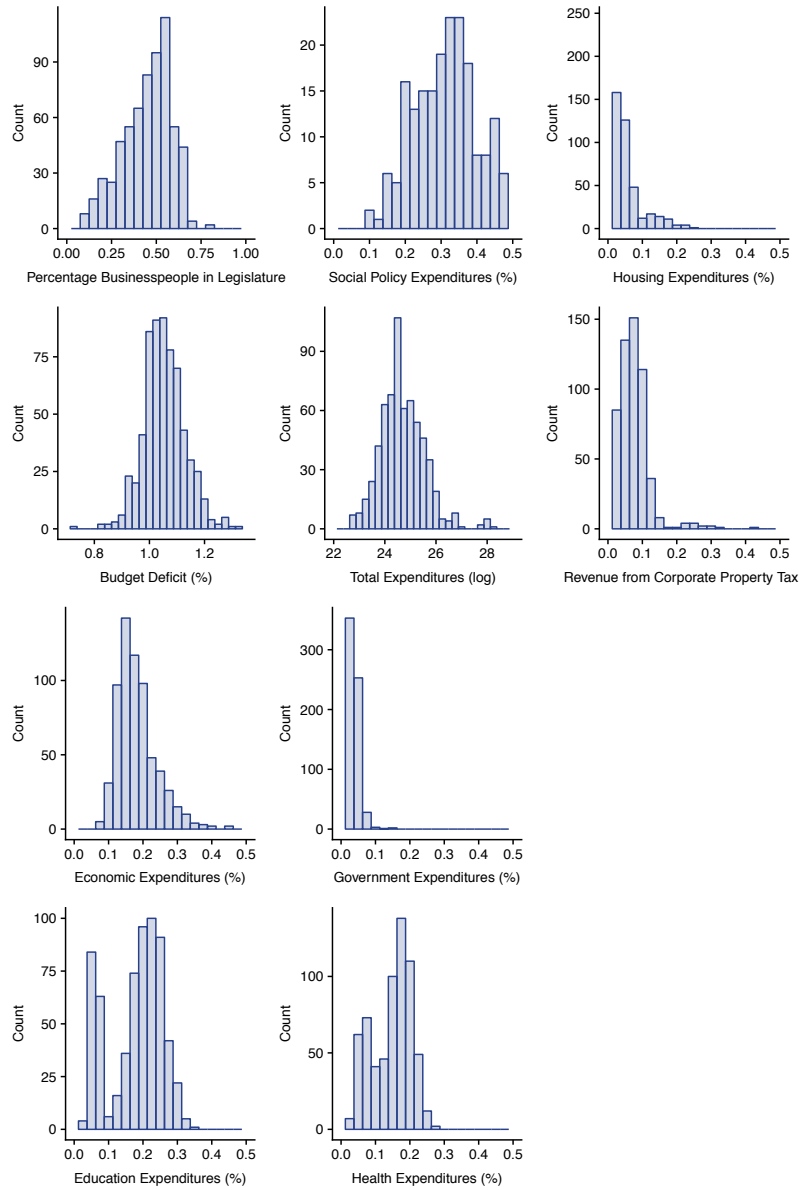 Count
90
60
30
0
0.00 0.25 0.50 0.75 1.00
Percentage Businesspeople in Legislature
Count
20
15
10
5
0
0.0 0.1 0.2 0.3 0.4 0.5
Social Policy Expenditures (%)
Count
250
200
150
100
50
0
0.0 0.1 0.2 0.3 0.4 0.5
Housing Expenditures (%)
Count
75
50
25
0
0.8 1.0 1.2
Budget Deficit (%)
Count
90
60
30
0
22 24 26 28
Total Expenditures (log)
Count
150
100
50
0
0.0 0.1 0.2 0.3 0.4 0.5
Revenue from Corporate Property Tax
Count
100
50
0
0.0 0.1 0.2 0.3 0.4 0.5
Economic Expenditures (%)
Count
300
200
100
0
0.0 0.1 0.2 0.3 0.4 0.5
Government Expenditures (%)
Count
100
75
50
25
0
0.0 0.1 0.2 0.3 0.4 0.5
Education Expenditures (%)
Count
100
50
0
0.0 0.1 0.2 0.3 0.4 0.5
Health Expenditures (%)